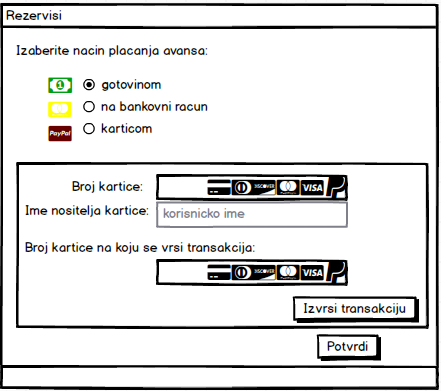 Rezervisi
Izaberite nacin placanja avansa:
1 gotovinom
na bankovni racun
PayPal karticom
Broj kartice: DISCOVER VISA
Ime nositelja kartice: korisnicko ime
Broj kartice na koju se vrsi transakcija:
DISCOVER VISA
Izvrsi transakciju
Potvrdi